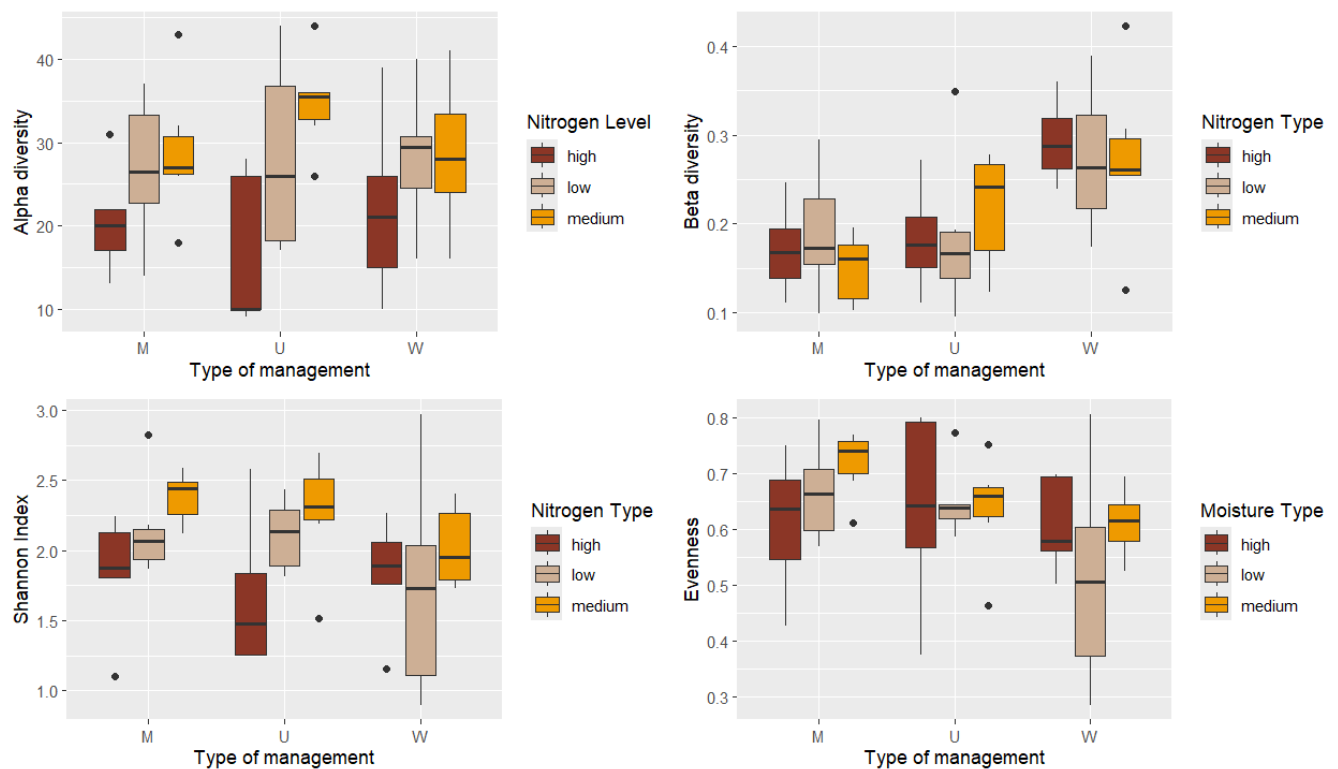 Alpha diversity
40
30
20
10
M U W
Type of management
Nitrogen Level
high
low
medium
Beta diversity
0.4
0.3
0.2
0.1
M U W
Type of management
Nitrogen Type
high
low
medium
Shannon Index
3.0
2.5
2.0
1.5
1.0
M U W
Type of management
Nitrogen Type
high
low
medium
Evenness
0.8
0.7
0.6
0.5
0.4
0.3
M U W
Type of management
Moisture Type
high
low
medium